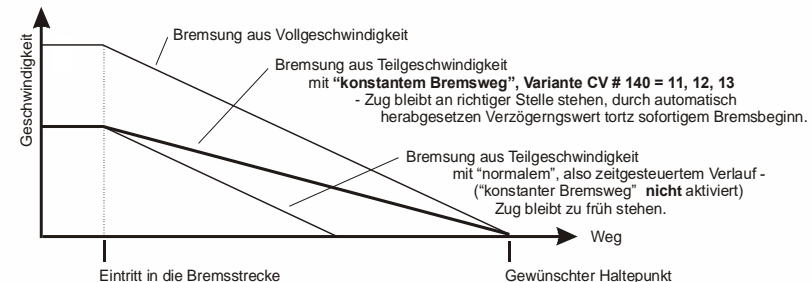 Geschwindigkeit
Bremsung aus Vollgeschwindigkeit
Bremsung aus Teilgeschwindigkeit
mit “konstantem Bremsweg”, Variante CV # 140 = 11, 12, 13
- Zug bleibt an richtiger Stelle stehen, durch automatisch
herabgesetzen Verzögerngswert tortz sofortigem Bremsbeginn.
Bremsung aus Teilgeschwindigkeit
mit “normalem”, also zeitgesteuertem Verlauf -
(“konstanter Bremsweg” nicht aktiviert)
Zug bleibt zu früh stehen.
Weg
Eintritt in die Bremsstrecke
Gewünschter Haltepunkt